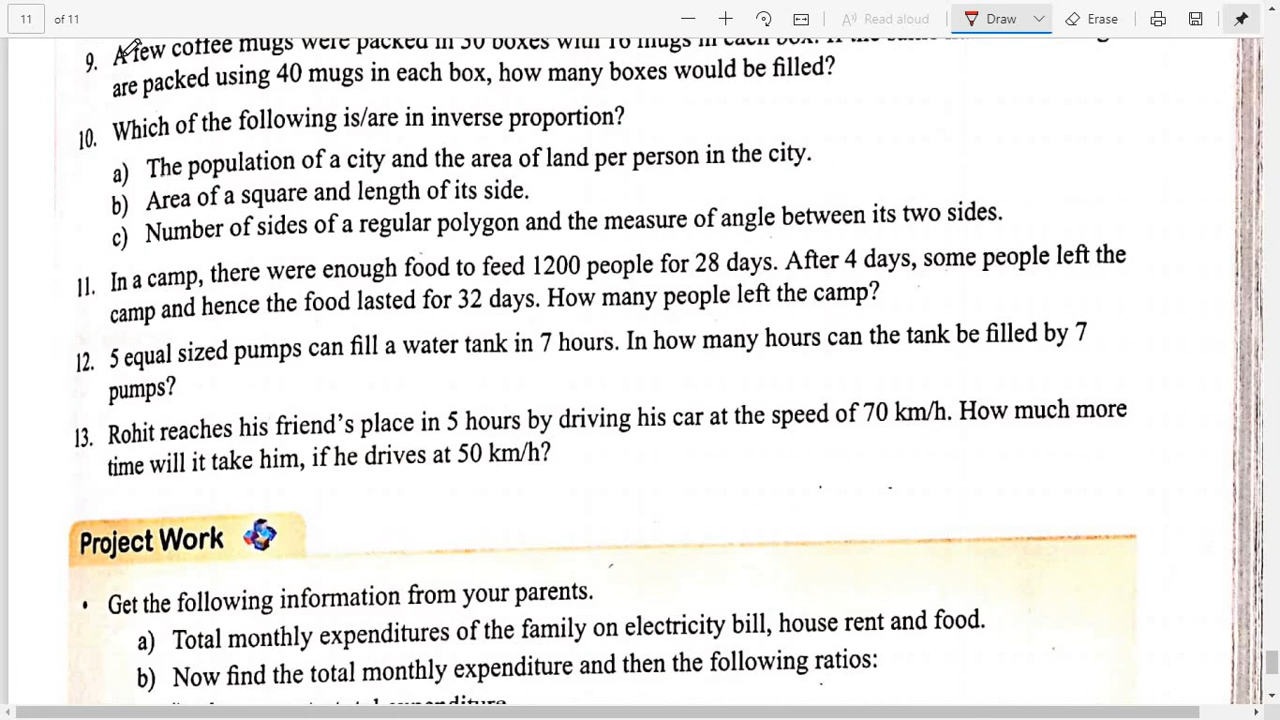 11 of 11 Read aloud Draw Erase
9. A few coffee mugs were packed in 30 boxes with 16 mugs in each box.
are packed using 40 mugs in each box, how many boxes would be filled?
10. Which of the following is/are in inverse proportion?
a) The population of a city and the area of land per person in the city.
b) Area of a square and length of its side.
c) Number of sides of a regular polygon and the measure of angle between its two sides.
11. In a camp, there were enough food to feed 1200 people for 28 days. After 4 days, some people left the
camp and hence the food lasted for 32 days. How many people left the camp?
12. 5 equal sized pumps can fill a water tank in 7 hours. In how many hours can the tank be filled by 7
pumps?
13. Rohit reaches his friend's place in 5 hours by driving his car at the speed of 70 km/h. How much more
time will it take him, if he drives at 50 km/h?
Project Work
• Get the following information from your parents.
a) Total monthly expenditures of the family on electricity bill, house rent and food.
b) Now find the total monthly expenditure and then the following ratios: